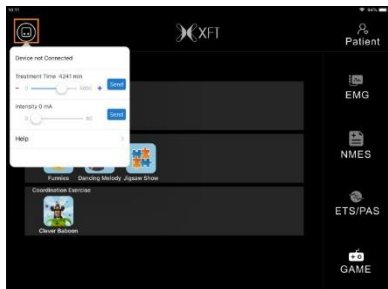 XFT
Patient
Device not Connected
Treatment Time 4241 min
Send
Intensity 0 mA
Send
Help
EMG
NMES
ETS/PAS
GAME
Funnies
Dancing Melody
Jigsaw Show
Coordination Exercise
Clever Baboon